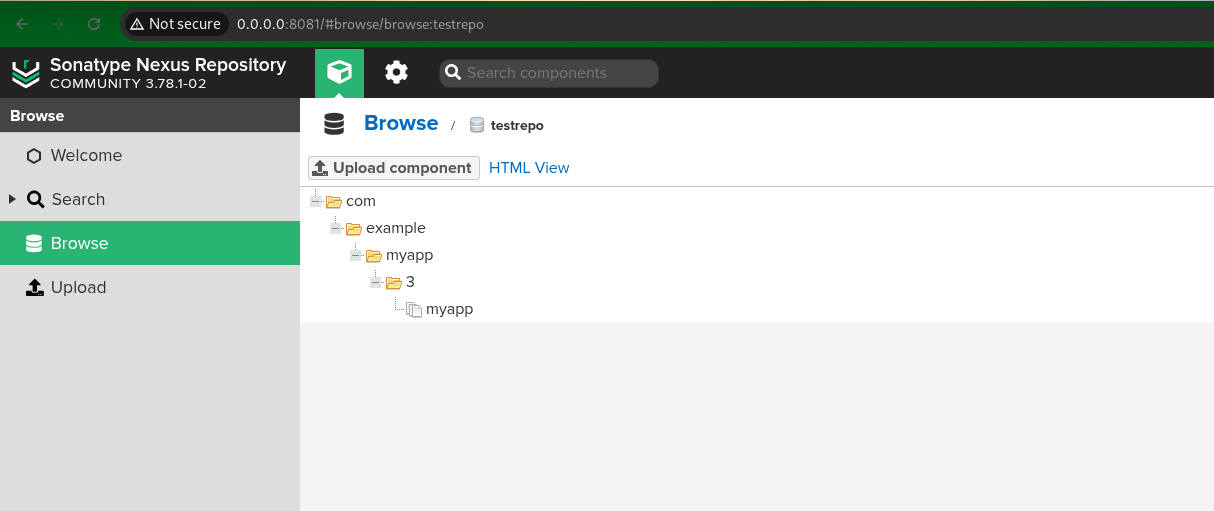 Not secure 0.0.0.0:8081/#browse/browse:testrepo
Sonatype Nexus Repository
COMMUNITY 3.78.1-02
Search components
Browse
Welcome
Search
Browse
Upload
Browse / testrepo
Upload component HTML View
com
example
myapp
3
myapp